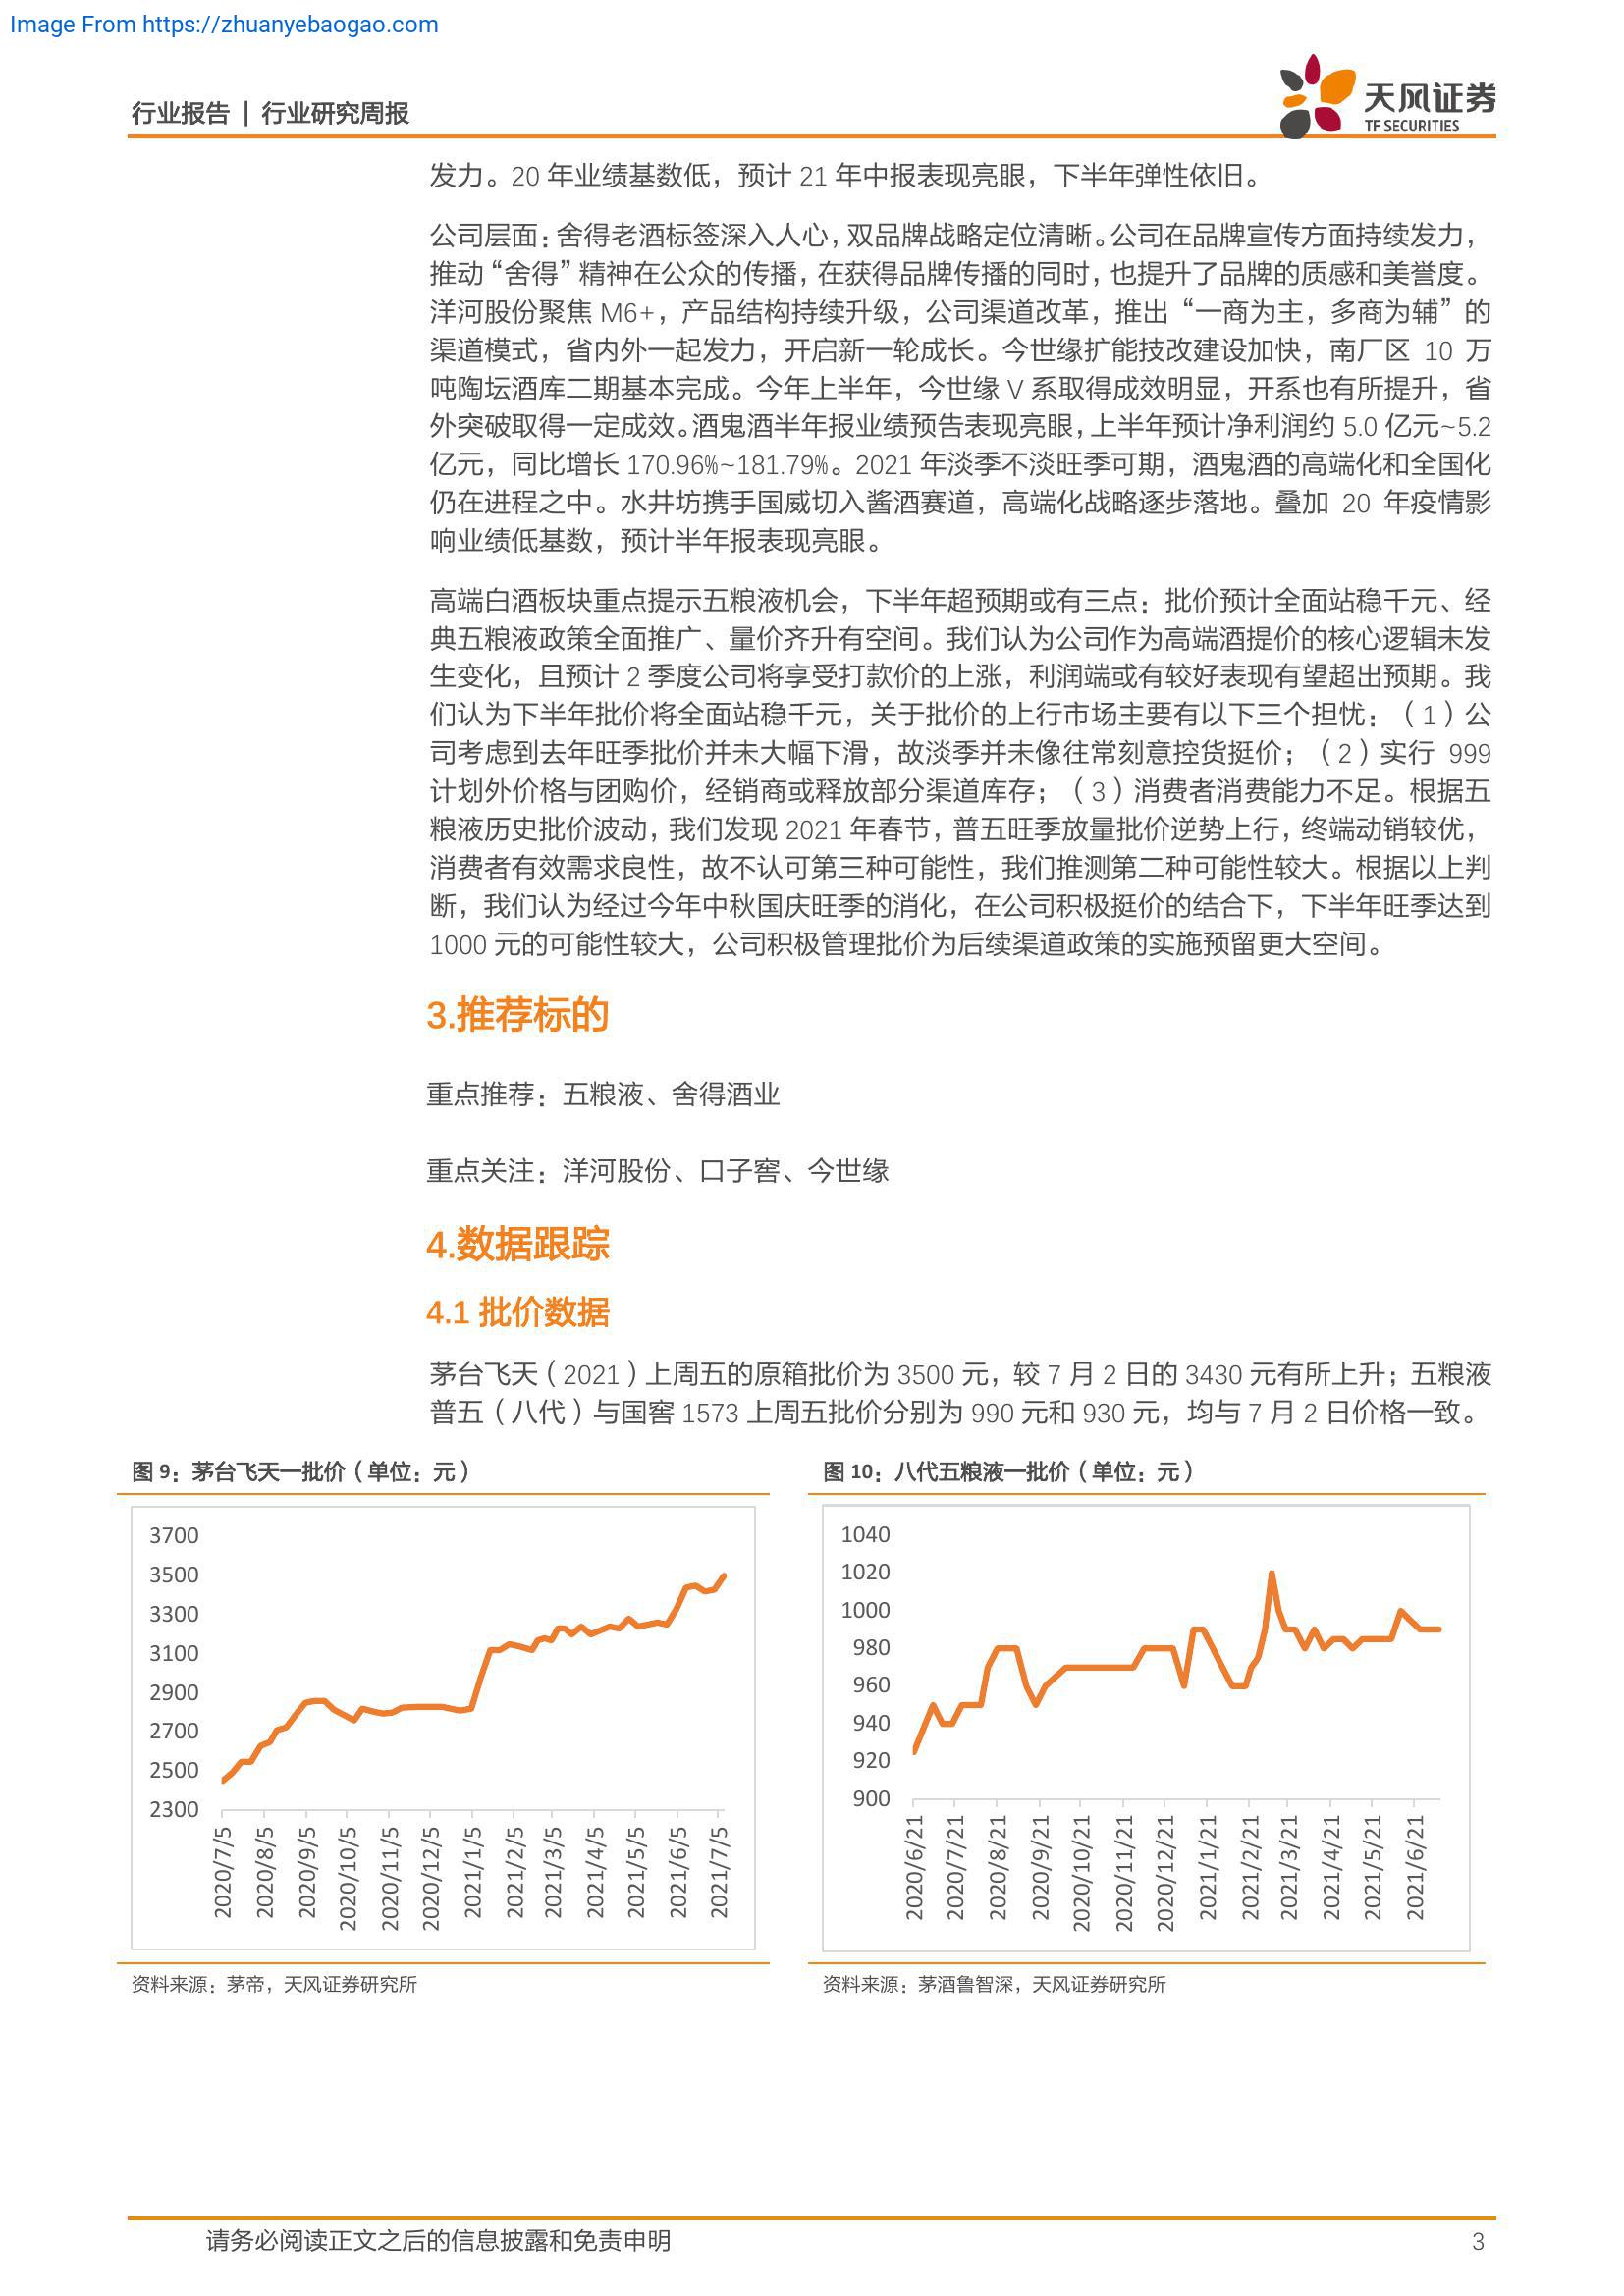 Image From https://zhuanyebaogao.com
行业报告 | 行业研究周报
天风证券
TF SECURITIES
发力。20 年业绩基数低，预计 21 年中报表现亮眼，下半年弹性依旧。
公司层面：舍得老酒标签深入人心，双品牌战略定位清晰。公司在品牌宣传方面持续发力，
推动“舍得”精神在公众的传播，在获得品牌传播的同时，也提升了品牌的质感和美誉度。
洋河股份聚焦 M6+，产品结构持续升级，公司渠道改革，推出“一商为主，多商为辅”的
渠道模式，省内外一起发力，开启新一轮成长。今世缘扩能技改建设加快，南厂区 10 万
吨陶坛酒库二期基本完成。今年上半年，今世缘 V 系取得成效明显，开系也有所提升，省
外突破取得一定成效。酒鬼酒半年报业绩预告表现亮眼，上半年预计净利润约 5.0 亿元~5.2
亿元，同比增长 170.96%~181.79%。2021 年淡季不淡旺季可期，酒鬼酒的高端化和全国化
仍在进程之中。水井坊携手国威切入酱酒赛道，高端化战略逐步落地。叠加 20 年疫情影
响业绩低基数，预计半年报表现亮眼。
高端白酒板块重点提示五粮液机会，下半年超预期或有三点：批价预计全面站稳千元、经
典五粮液政策全面推广、量价齐升有空间。我们认为公司作为高端酒提价的核心逻辑未发
生变化，且预计 2 季度公司将享受打款价的上涨，利润端或有较好表现有望超出预期。我
们认为下半年批价将全面站稳千元，关于批价的上行市场主要有以下三个担忧：（1）公
司考虑到去年旺季批价并未大幅下滑，故淡季并未像往常刻意控货挺价；（2）实行 999
计划外价格与团购价，经销商或释放部分渠道库存；（3）消费者消费能力不足。根据五
粮液历史批价波动，我们发现 2021 年春节，普五旺季放量批价逆势上行，终端动销较优，
消费者有效需求良性，故不认可第三种可能性，我们推测第二种可能性较大。根据以上判
断，我们认为经过今年中秋国庆旺季的消化，在公司积极挺价的结合下，下半年旺季达到
1000 元的可能性较大，公司积极管理批价为后续渠道政策的实施预留更大空间。
3.推荐标的
重点推荐：五粮液、舍得酒业
重点关注：洋河股份、口子窖、今世缘
4.数据跟踪
4.1 批价数据
茅台飞天（2021）上周五的原箱批价为 3500 元，较 7 月 2 日的 3430 元有所上升；五粮液
普五（八代）与国窖 1573 上周五批价分别为 990 元和 930 元，均与 7 月 2 日价格一致。
图 9：茅台飞天一批价（单位：元）
3700
3500
3300
3100
2900
2700
2500
2300
2020/7/5
2020/8/5
2020/9/5
2020/10/5
2020/11/5
2020/12/5
2021/1/5
2021/2/5
2021/3/5
2021/4/5
2021/5/5
2021/6/5
2021/7/5
资料来源：茅帝，天风证券研究所
图 10：八代五粮液一批价（单位：元）
1040
1020
1000
980
960
940
920
900
2020/6/21
2020/7/21
2020/8/21
2020/9/21
2020/10/21
2020/11/21
2020/12/21
2021/1/21
2021/2/21
2021/3/21
2021/4/21
2021/5/21
2021/6/21
资料来源：茅酒鲁智深，天风证券研究所
请务必阅读正文之后的信息披露和免责申明
3